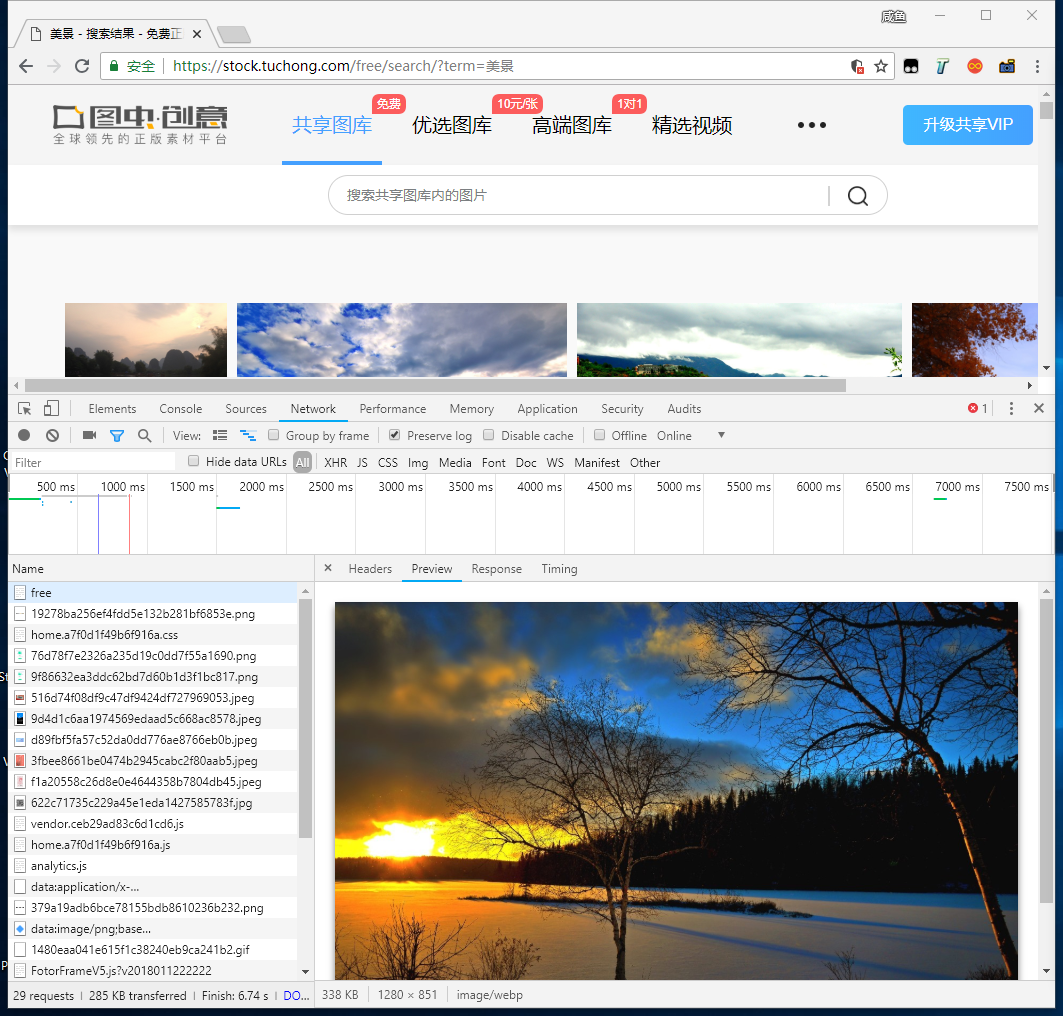 咸鱼
美景 - 搜索结果 - 免费正
安全 https://stock.tuchong.com/free/search/?term=美景
图虫·创意
全球领先的正版素材平台
共享图库 免费 优选图库 10元/张 高端图库 1对1 精选视频 ••• 升级共享VIP
搜索共享图库内的图片
Elements Console Sources Network Performance Memory Application Security Audits 1
View: Group by frame Preserve log Disable cache Offline Online
Filter Hide data URLs All XHR JS CSS Img Media Font Doc WS Manifest Other
500 ms 1000 ms 1500 ms 2000 ms 2500 ms 3000 ms 3500 ms 4000 ms 4500 ms 5000 ms 5500 ms 6000 ms 6500 ms 7000 ms 7500 ms
Name Headers Preview Response Timing
free
19278ba256ef4fdd5e132b281bf6853e.png
home.a7f0d1f49b6f916a.css
76d78f7e2326a235d19c0dd7f55a1690.png
9f86632ea3ddc62bd7d60b1d3f1bc817.png
516d74f08df9c47df9424df727969053.jpeg
9d4d1c6aa1974569edaad5c668ac8578.jpeg
d89fbf5fa57c52da0dd776ae8766eb0b.jpeg
3fbee8661be0474b2945cabc2f80aab5.jpeg
f1a20558c26d8e0e4644358b7804db45.jpeg
622c71735c229a45e1eda1427585783f.jpg
vendor.ceb29ad83c6d1cd6.js
home.a7f0d1f49b6f916a.js
analytics.js
data:application/x-...
379a19adb6bce78155bdb8610236b232.png
data:image/png;base...
1480eaa041e615f1c38240eb9ca241b2.gif
FotorFrameV5.js?v2018011222222
29 requests | 285 KB transferred | Finish: 6.74 s | DO... 338 KB 1280 × 851 image/webp